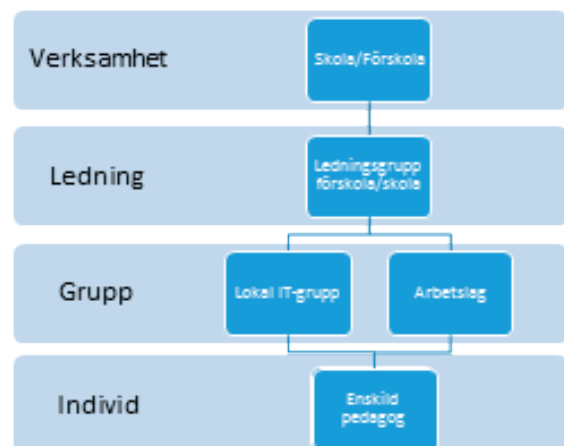 Verksamhet
Skola/Förskola
Ledning
Ledningsgrupp
förskola/skola
Grupp
Lokal IT-grupp
Arbetslag
Individ
Enskild
pedagog